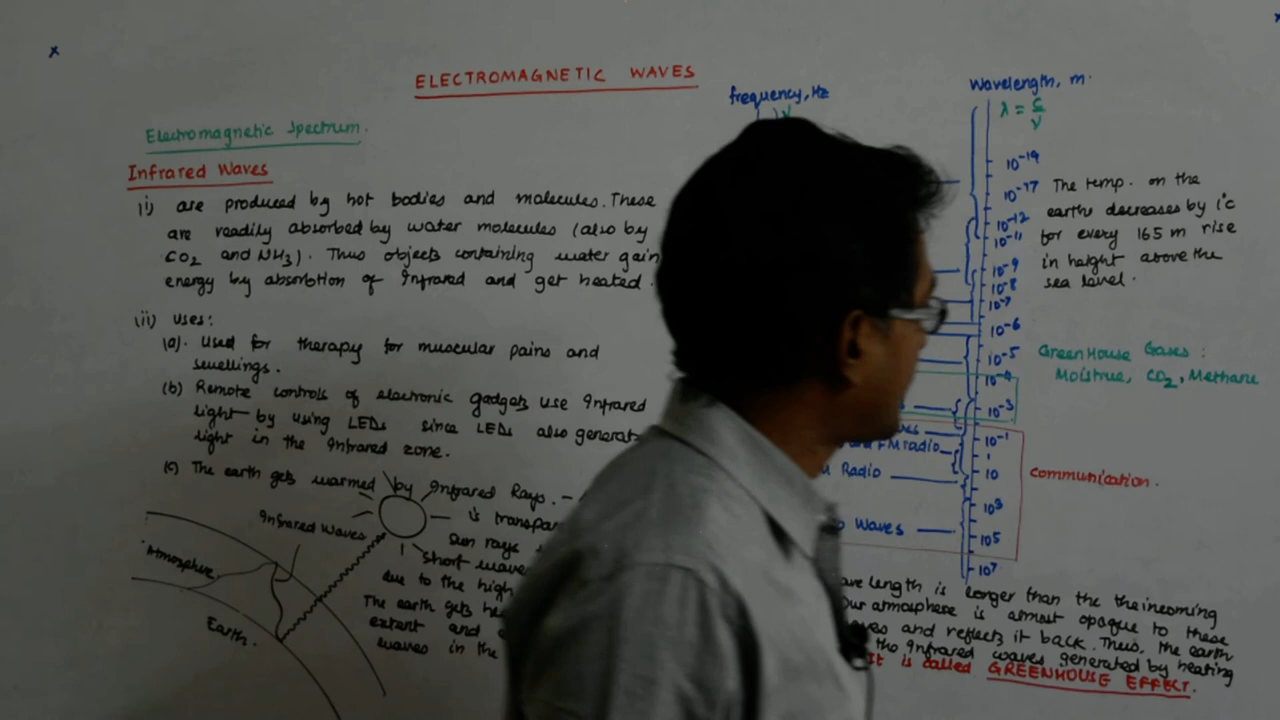 ELECTROMAGNETIC WAVES
Electromagnetic Spectrum.
Infrared Waves
(i) are produced by hot bodies and molecules. These
are readily absorbed by water molecules (also by
CO2 and NH3). Thus objects containing water gain
energy by absorbtion of Infrared and get heated.
(ii) Uses:
(a). Used for therapy for muscular pains and
swellings.
(b) Remote controls of electronic gadgets use Infrared
light by using LEDs since LEDs also generat
light in the Infrared zone.
(c) The earth gets warmed by Infrared Rays. -
is transpa
Sun rays
short wave
due to the high
The earth gets he
extent and
waves in the
Infrared Waves
Atmosphere
Earth.
frequency, Hz
ν
Wavelength, m.
λ = c/ν
10-19
10-17
10-12
10-11
10-9
10-8
10-7
10-6
10-5
10-4
10-3
10-1
1
10
103
105
107
The temp. on the
earth decreases by 1°c
for every 165 m rise
in height above the
sea level.
GreenHouse Gases:
Moistrue, CO2, Methane
Communication.
FM radio
Radio
Waves
ave length is longer than the the incoming
Our atmosphere is almost opaque to these
and reflects it back. Thus, the earth
the Infrared waves generated by heating
It is called GREENHOUSE EFFECT.